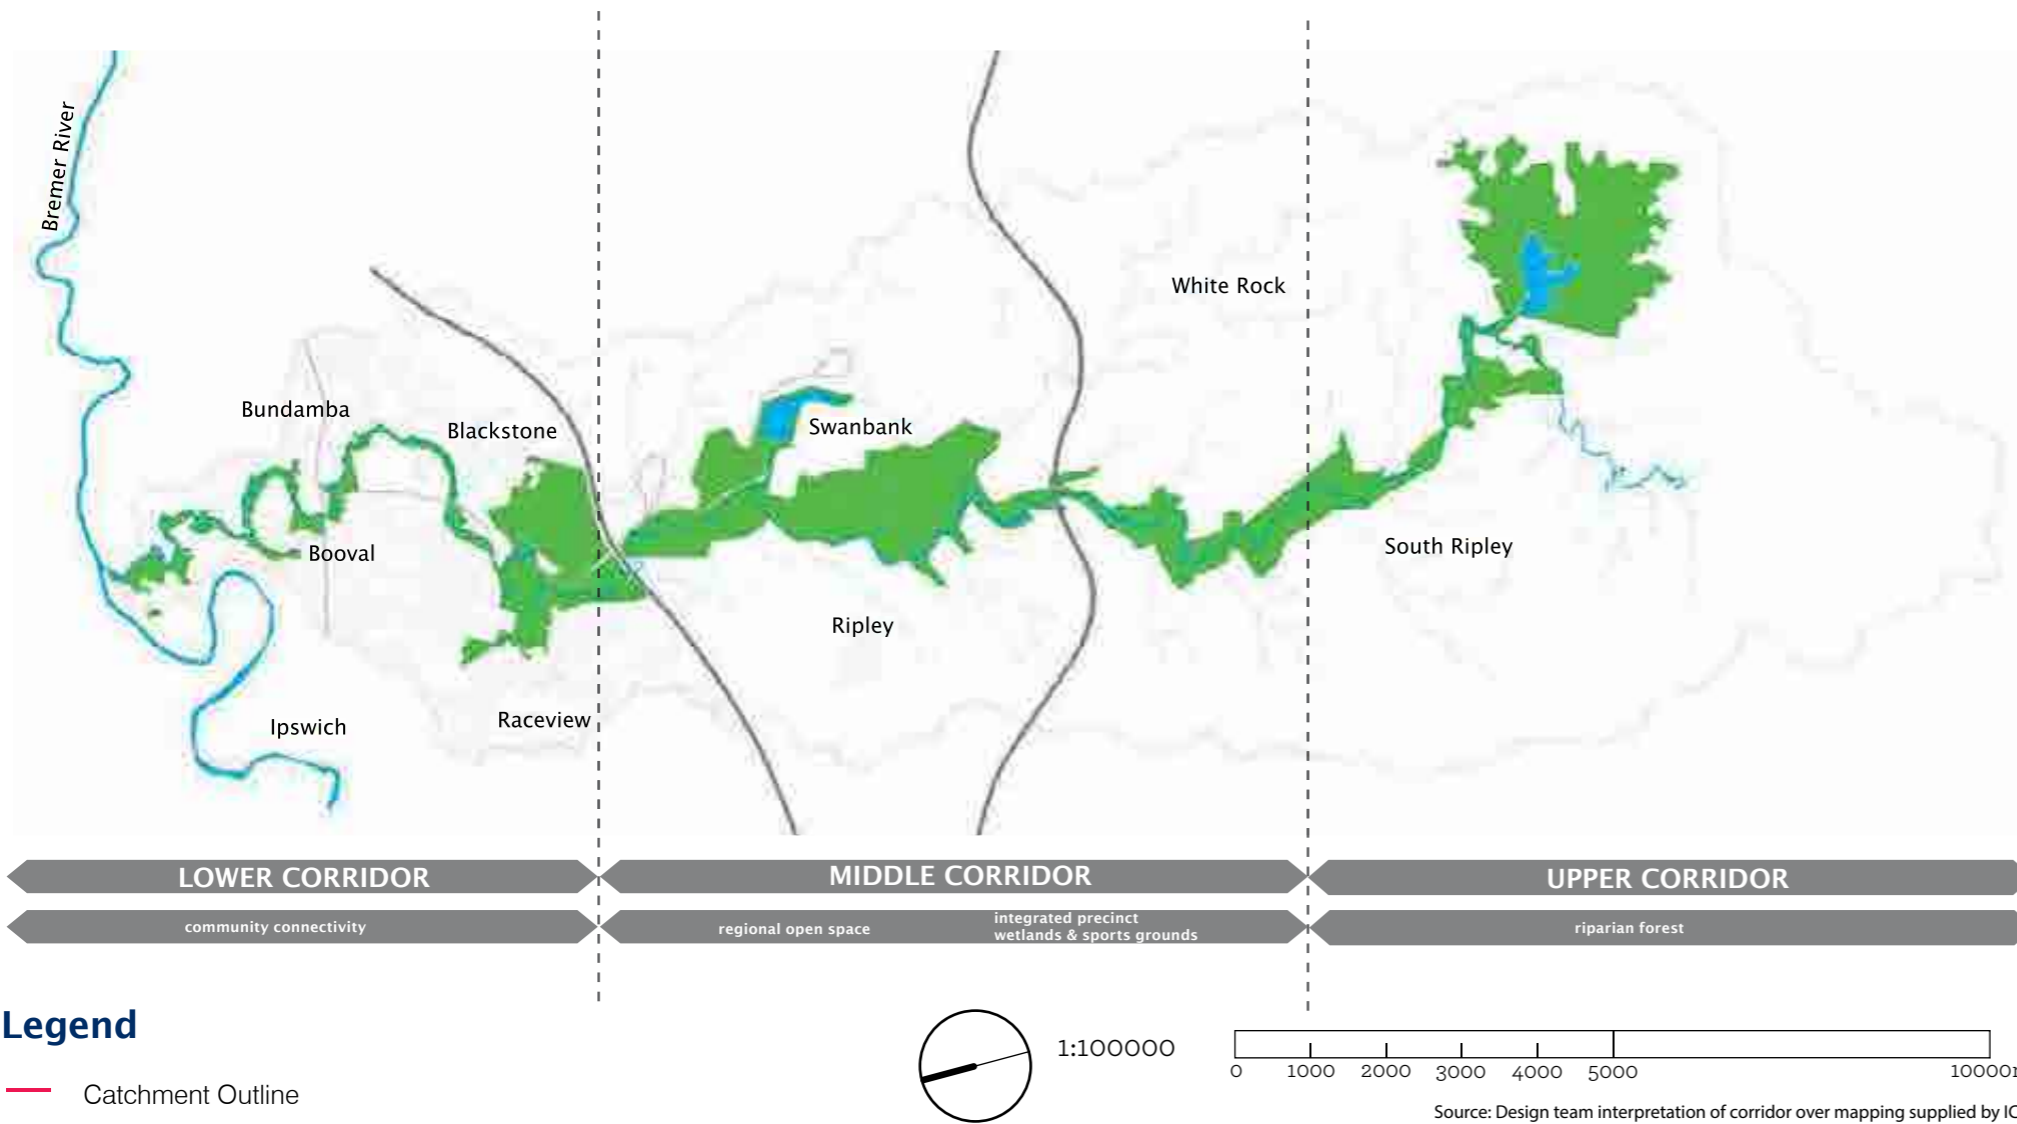 Bremer River
White Rock
Bundamba
Blackstone
Swanbank
Booval
South Ripley
Ripley
Raceview
Ipswich
LOWER CORRIDOR
MIDDLE CORRIDOR
UPPER CORRIDOR
community connectivity
regional open space
integrated precinct
wetlands & sports grounds
riparian forest
Legend
Catchment Outline
1:100000
0 1000 2000 3000 4000 5000 10000
Source: Design team interpretation of corridor over mapping supplied by IC